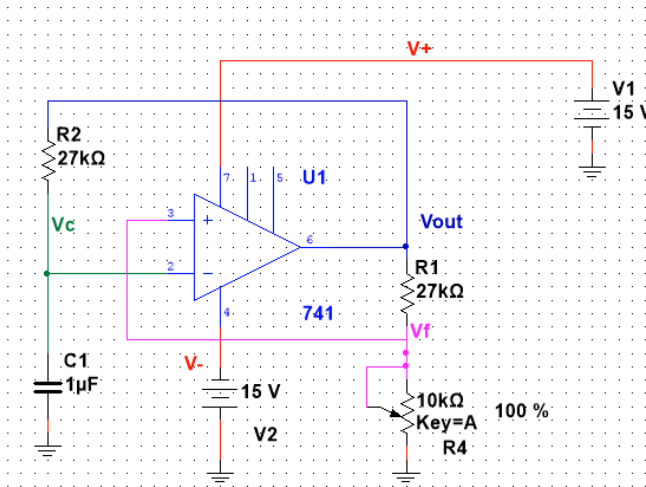 V+
V1
15 V
R2
27kΩ
7
1
5
U1
Vc
3
+
6
Vout
2
−
R1
27kΩ
4
741
Vf
C1
1µF
V-
15 V
V2
10kΩ
Key=A
100 %
R4